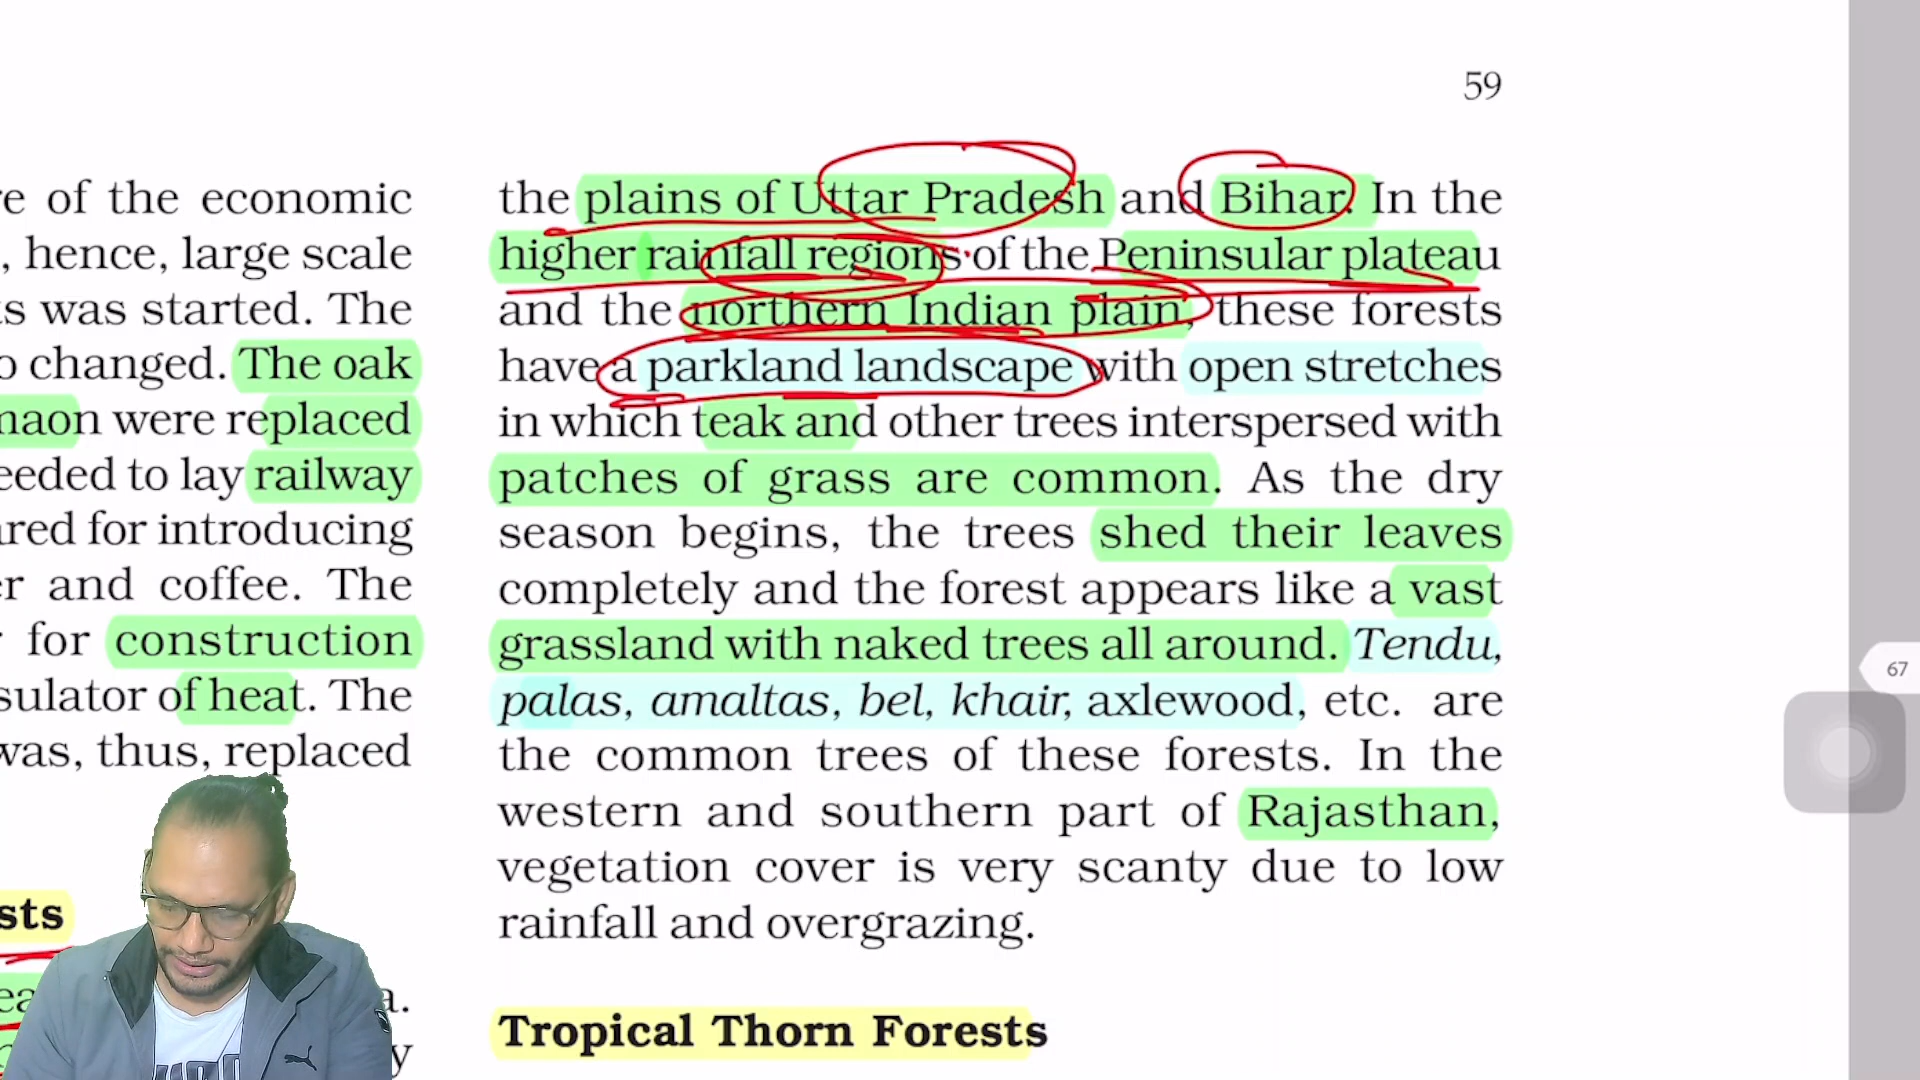 59
re of the economic
, hence, large scale
ts was started. The
o changed. The oak
maon were replaced
eeded to lay railway
ared for introducing
er and coffee. The
for construction
sulator of heat. The
was, thus, replaced
sts
the plains of Uttar Pradesh and Bihar. In the
higher rainfall regions of the Peninsular plateau
and the northern Indian plain, these forests
have a parkland landscape with open stretches
in which teak and other trees interspersed with
patches of grass are common. As the dry
season begins, the trees shed their leaves
completely and the forest appears like a vast
grassland with naked trees all around. Tendu,
palas, amaltas, bel, khair, axlewood, etc. are
the common trees of these forests. In the
western and southern part of Rajasthan,
vegetation cover is very scanty due to low
rainfall and overgrazing.
Tropical Thorn Forests
67